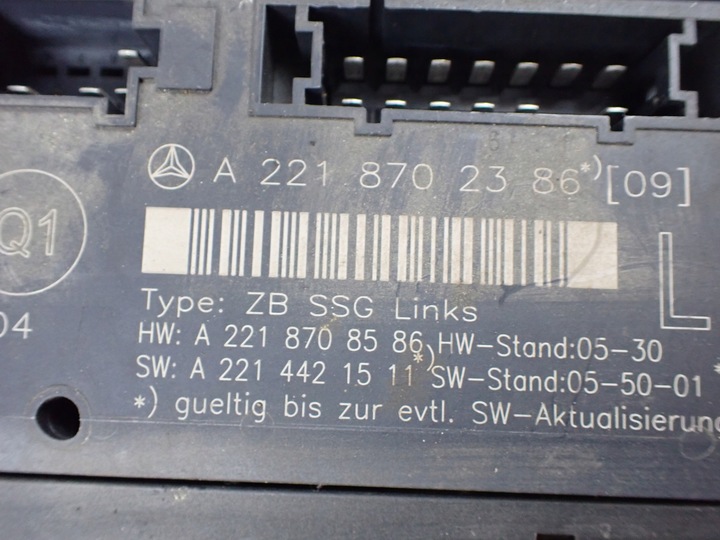 A 221 870 23 86*) [09]
Q1
L
04
Type: ZB SSG Links
HW: A 221 870 85 86 HW-Stand:05-30
SW: A 221 442 15 11*) SW-Stand:05-50-01 *
*) gueltig bis zur evtl. SW-Aktualisierung